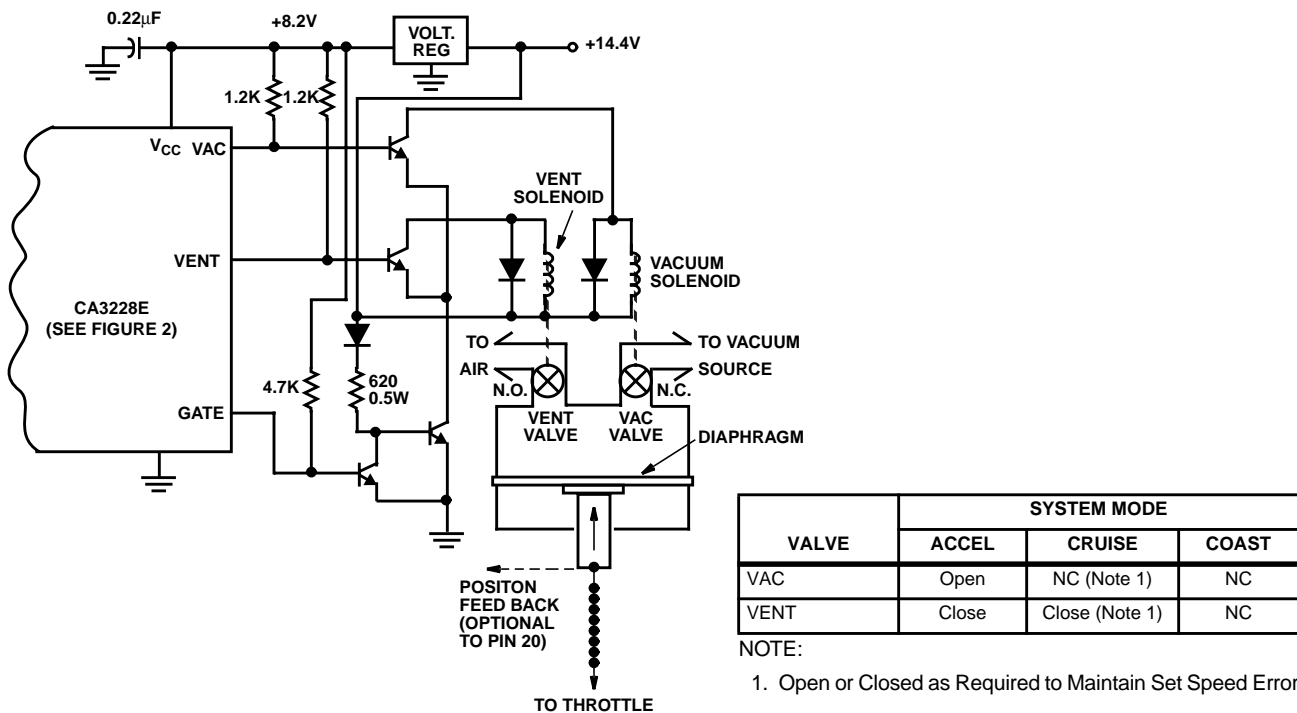 0.22μF
+8.2V
VOLT.
REG
+14.4V
1.2K
1.2K
VCC
VAC
VENT
SOLENOID
VENT
VACUUM
SOLENOID
CA3228E
(SEE FIGURE 2)
TO
AIR
TO VACUUM
SOURCE
4.7K
620
0.5W
N.O.
N.C.
VENT
VALVE
VAC
VALVE
GATE
DIAPHRAGM
POSITON
FEED BACK
(OPTIONAL
TO PIN 20)
TO THROTTLE
VALVE
SYSTEM MODE
ACCEL CRUISE COAST
VAC Open NC (Note 1) NC
VENT Close Close (Note 1) NC
NOTE:
1. Open or Closed as Required to Maintain Set Speed Error